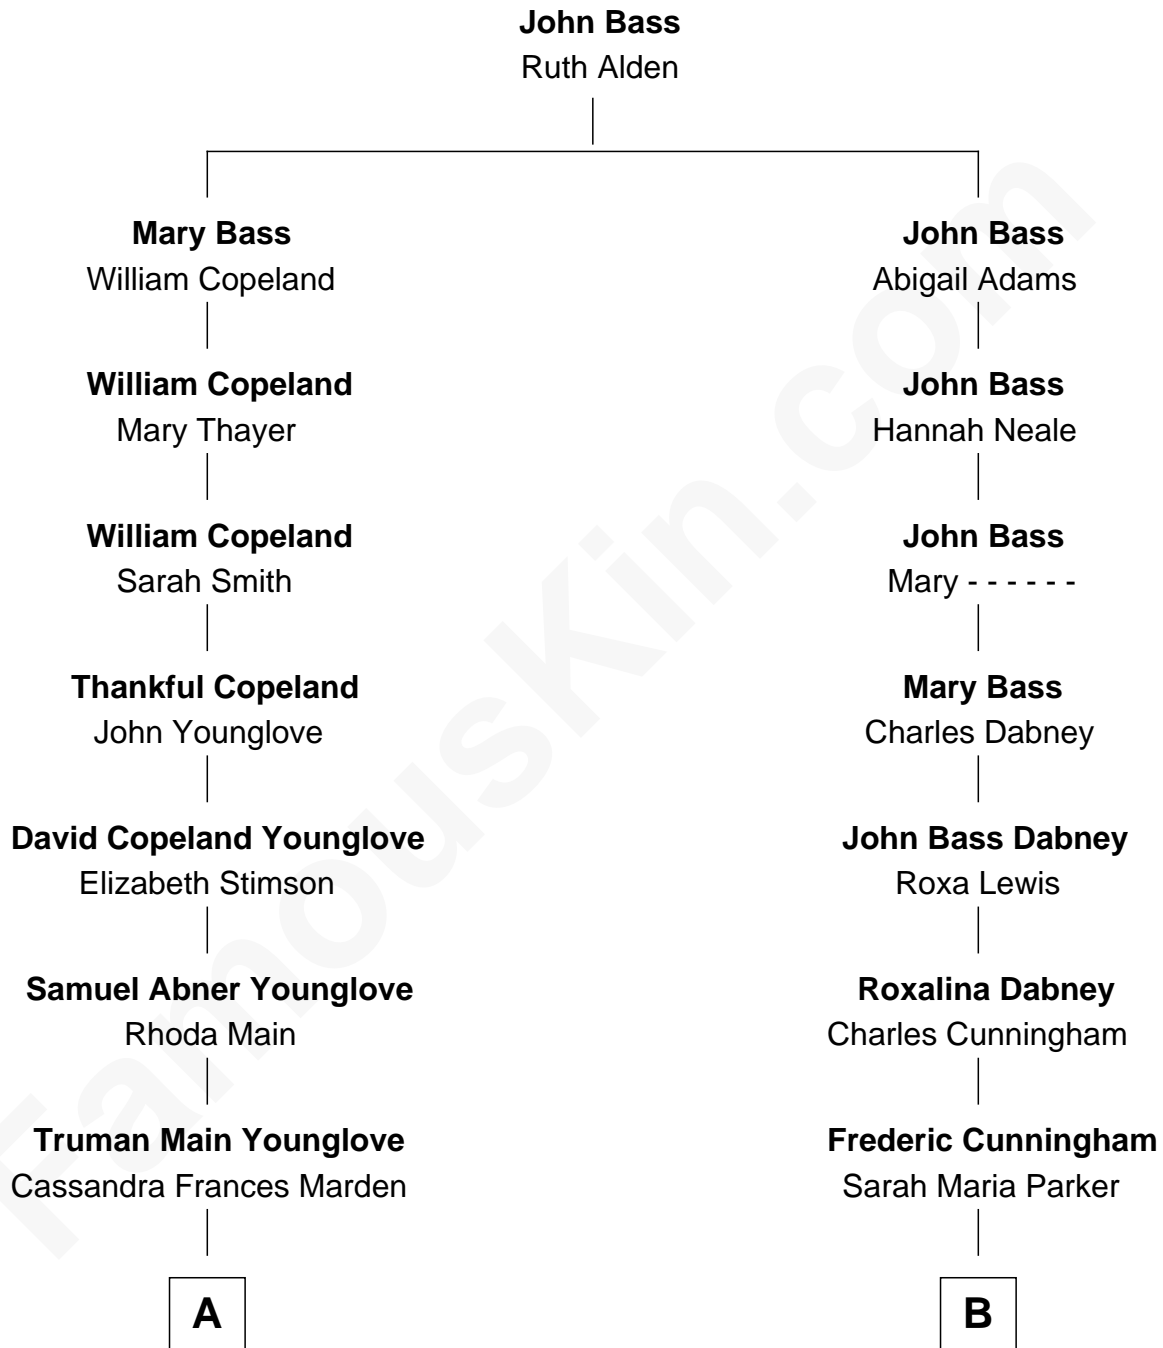 John Bass
Ruth Alden
Mary Bass
William Copeland
John Bass
Abigail Adams
William Copeland
Mary Thayer
John Bass
Hannah Neale
William Copeland
Sarah Smith
John Bass
Mary - - - - - -
Thankful Copeland
John Younglove
Mary Bass
Charles Dabney
David Copeland Younglove
Elizabeth Stimson
John Bass Dabney
Roxa Lewis
Samuel Abner Younglove
Rhoda Main
Roxalina Dabney
Charles Cunningham
Truman Main Younglove
Cassandra Frances Marden
Frederic Cunningham
Sarah Maria Parker
A
B
FamousKin.com